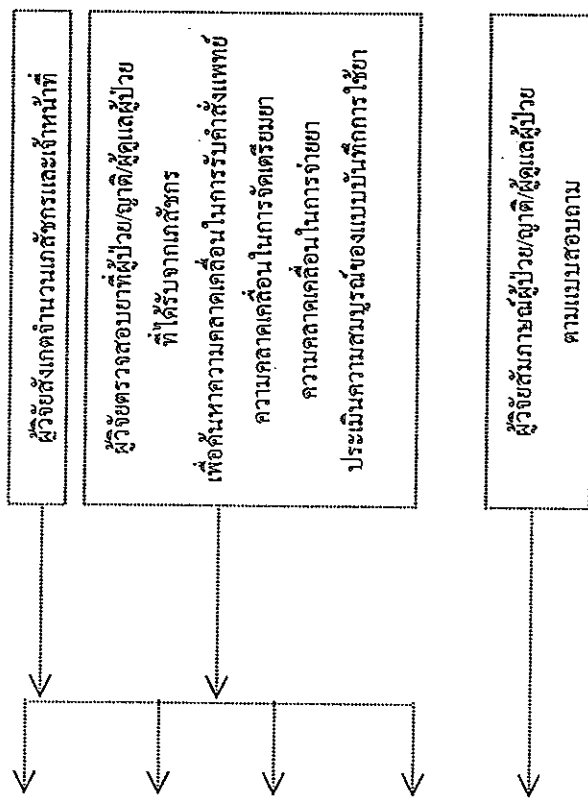 ผู้วิจัยสังเกตจำนวนเภสัชกรและเจ้าหน้าที่
ผู้วิจัยตรวจสอบยาที่ผู้ป่วย/ญาติ/ผู้ดูแลผู้ป่วย
ที่ได้รับจากเภสัชกร
เพื่อค้นหาความคลาดเคลื่อนในการรับคำสั่งแพทย์
ความคลาดเคลื่อนในการจัดเตรียมยา
ความคลาดเคลื่อนในการจ่ายยา
ประเมินความสมบูรณ์ของแบบบันทึกการใช้ยา
ผู้วิจัยสัมภาษณ์ผู้ป่วย/ญาติ/ผู้ดูแลผู้ป่วย
ตามแบบสอบถาม